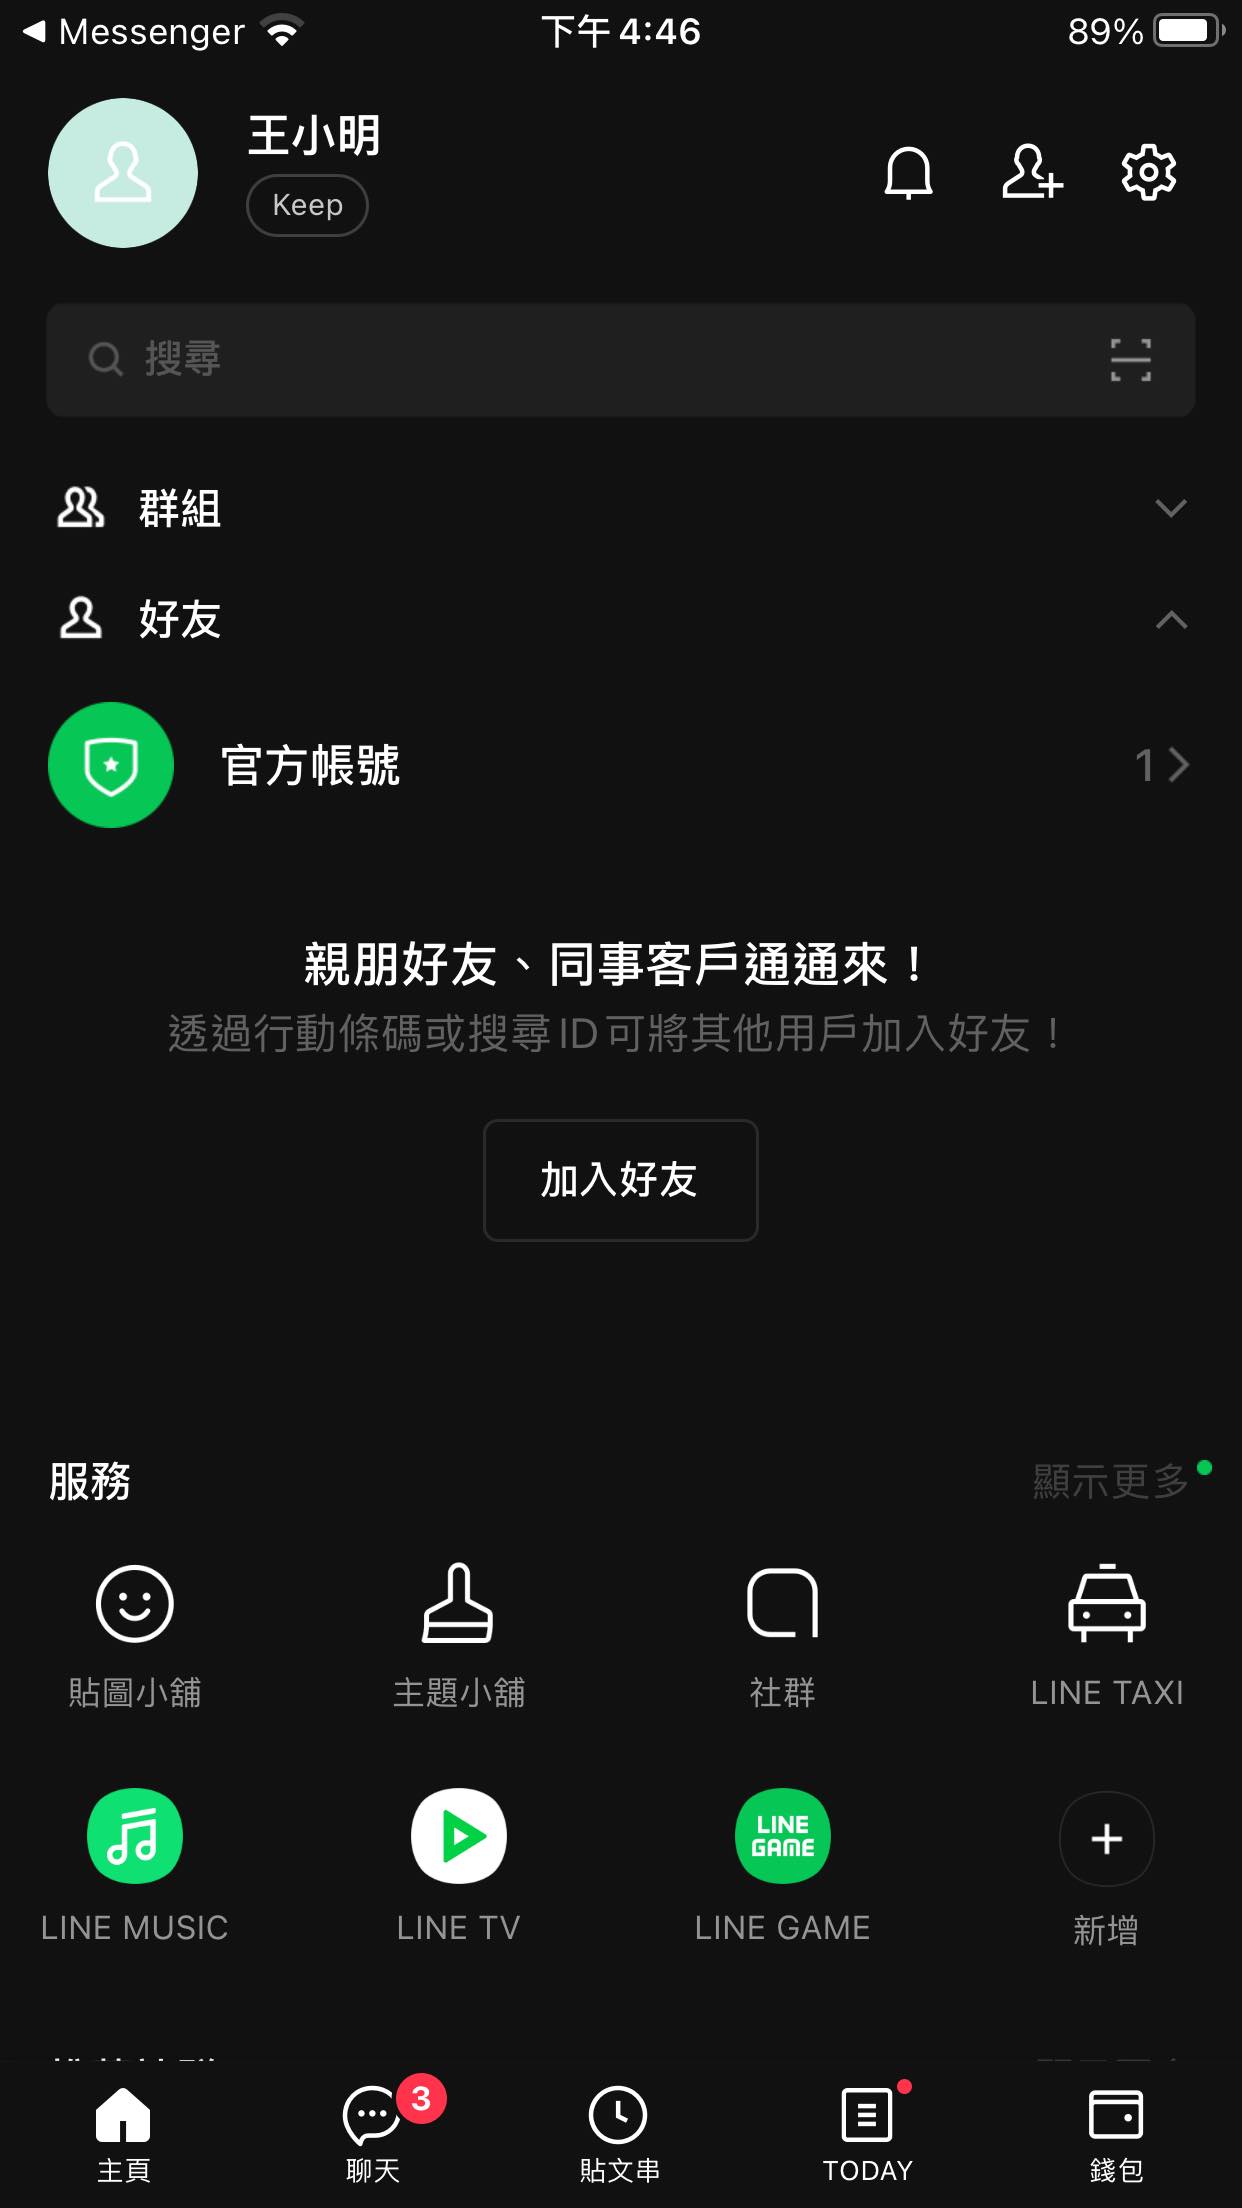 Messenger 下午 4:46 89%
王小明
Keep
搜尋
群組
好友
官方帳號 1
親朋好友、同事客戶通通來！
透過行動條碼或搜尋ID可將其他用戶加入好友！
加入好友
服務 顯示更多
貼圖小舖 主題小舖 社群 LINE TAXI
LINE GAME
LINE MUSIC LINE TV LINE GAME 新增
3
主頁 聊天 貼文串 TODAY 錢包